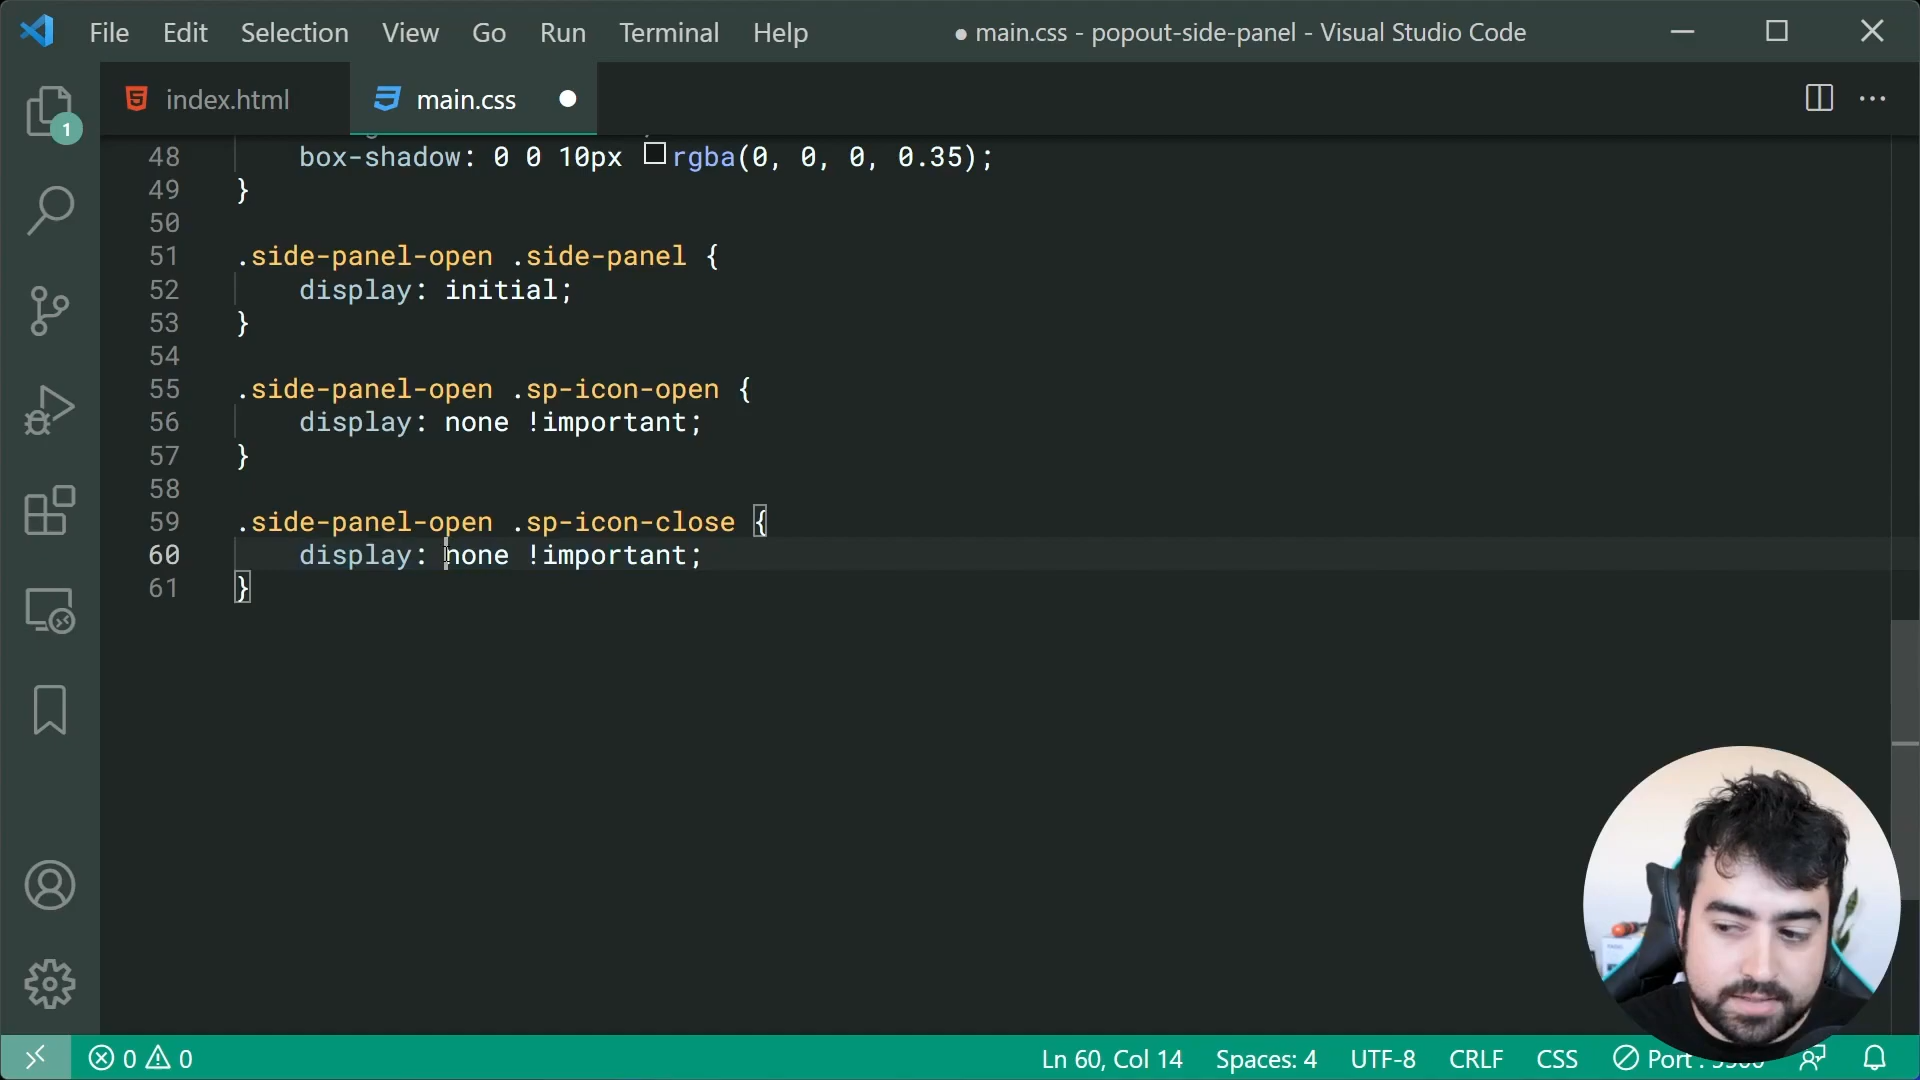 File Edit Selection View Go Run Terminal Help ● main.css - popout-side-panel - Visual Studio Code
index.html main.css
1
48 box-shadow: 0 0 10px rgba(0, 0, 0, 0.35);
49 }
50
51 .side-panel-open .side-panel {
52 display: initial;
53 }
54
55 .side-panel-open .sp-icon-open {
56 display: none !important;
57 }
58
59 .side-panel-open .sp-icon-close {
60 display: none !important;
61 }
0 0 Ln 60, Col 14 Spaces: 4 UTF-8 CRLF CSS Port :